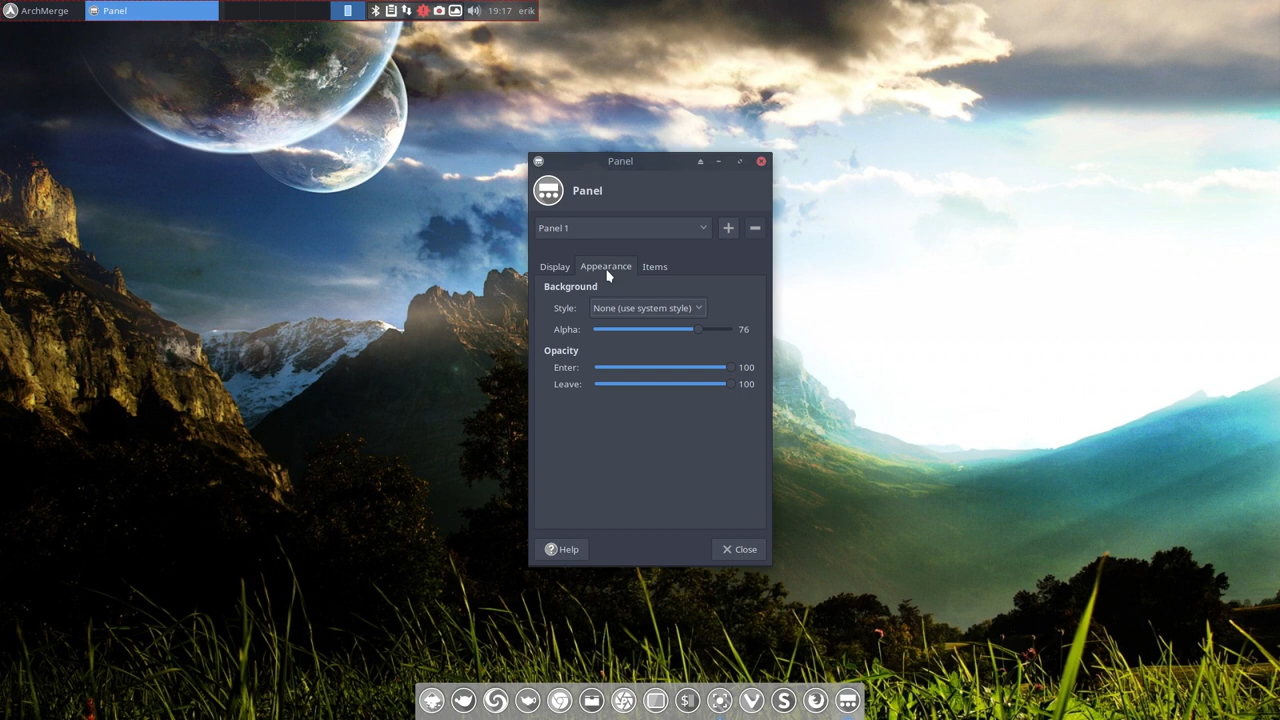 ArchMerge Panel 19:17 erik
Panel
Panel
Panel 1
Display Appearance Items
Background
Style: None (use system style)
Alpha: 76
Opacity
Enter: 100
Leave: 100
Help Close